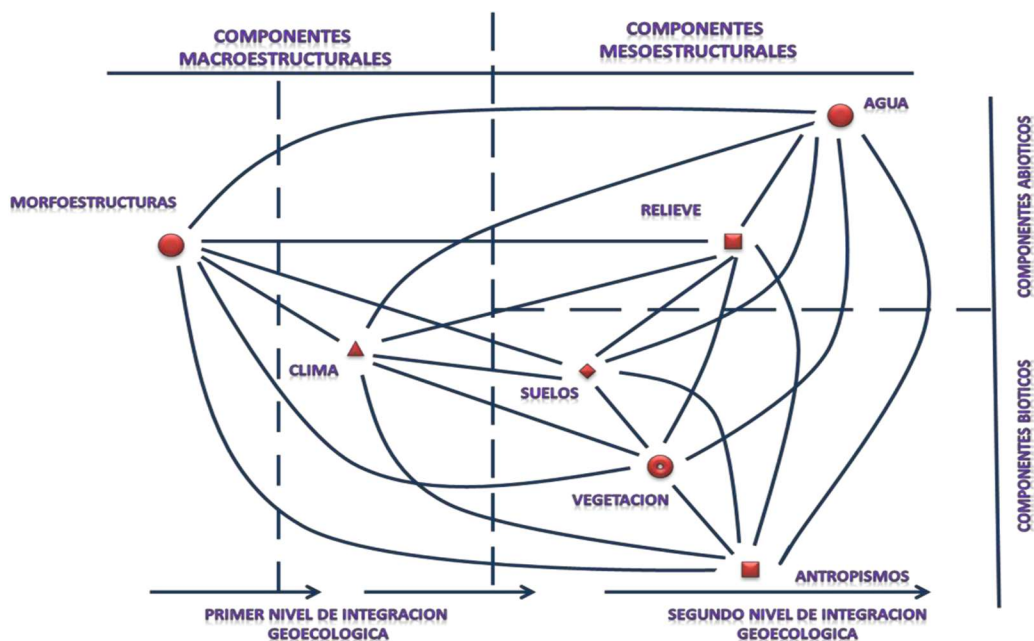 COMPONENTES
MACROESTRUCTURALES
COMPONENTES
MESOESTRUCTURALES
AGUA
MORFOESTRUCTURAS
RELIEVE
CLIMA
SUELOS
VEGETACION
ANTROPISMOS
COMPONENTES ABIOTICOS
COMPONENTES BIOTICOS
PRIMER NIVEL DE INTEGRACION
GEOECOLOGICA
SEGUNDO NIVEL DE INTEGRACION
GEOECOLOGICA